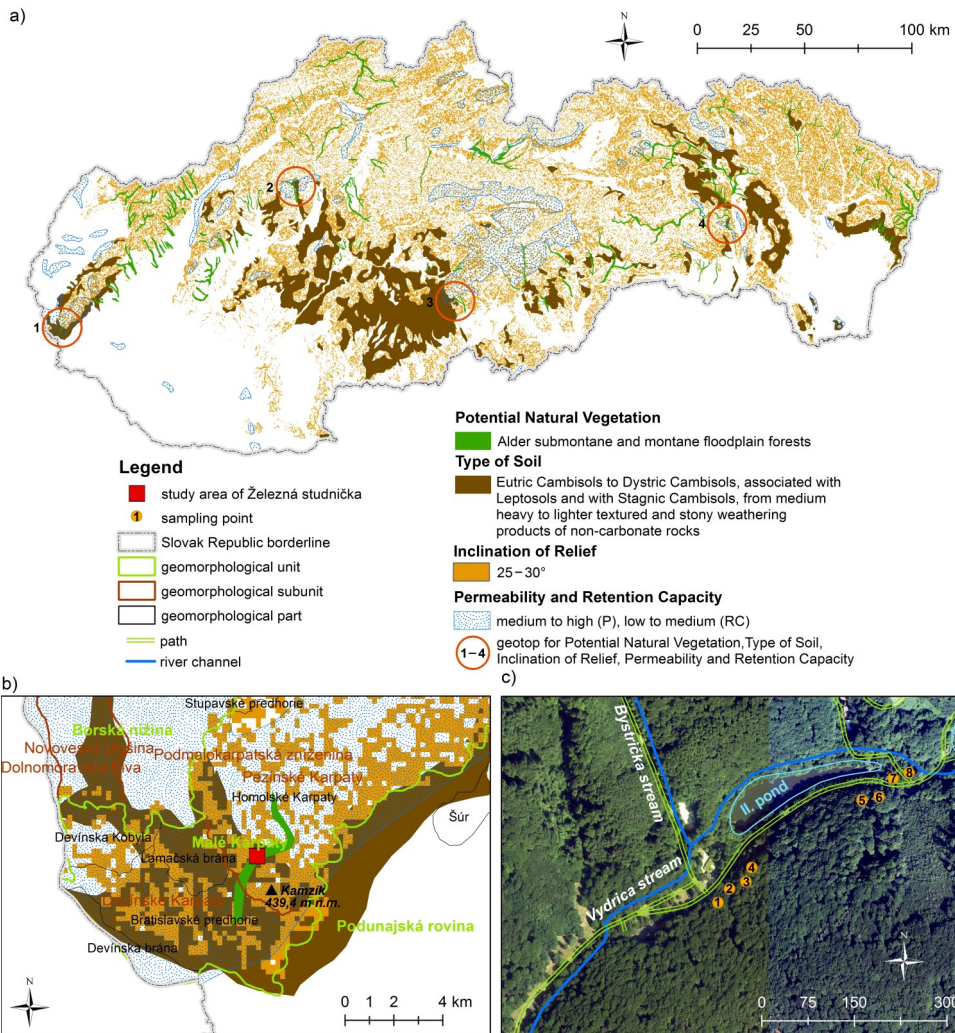 a)
N
0 25 50 75 100 km
2
4
3
1
Legend
study area of Železná studnička
1
sampling point
Slovak Republic borderline
geomorphological unit
geomorphological subunit
geomorphological part
path
river channel
Potential Natural Vegetation
Alder submontane and montane floodplain forests
Type of Soil
Eutric Cambisols to Dystric Cambisols, associated with
Leptosols and with Stagnic Cambisols, from medium
heavy to lighter textured and stony weathering
products of non-carbonate rocks
Inclination of Relief
25–30°
Permeability and Retention Capacity
medium to high (P), low to medium (RC)
1–4
geotop for Potential Natural Vegetation,Type of Soil,
Inclination of Relief, Permeability and Retention Capacity
b)
Stupavské predhorie
Borská nížina
Podmalokarpatská zníženina
Pezinské Karpaty
Homolské Karpaty
Šúr
Devínska Kobyla
Malé Karpaty
Lamačská brána
Kamzík
439,4 m n.m.
Bratislavské predhorie
Podunajská rovina
Devínska brána
N
0 1 2 4 km
c)
Bystrička stream
II. pond
Vydrica stream
8
7
5 6
4
3
2
1
N
0 75 150 300